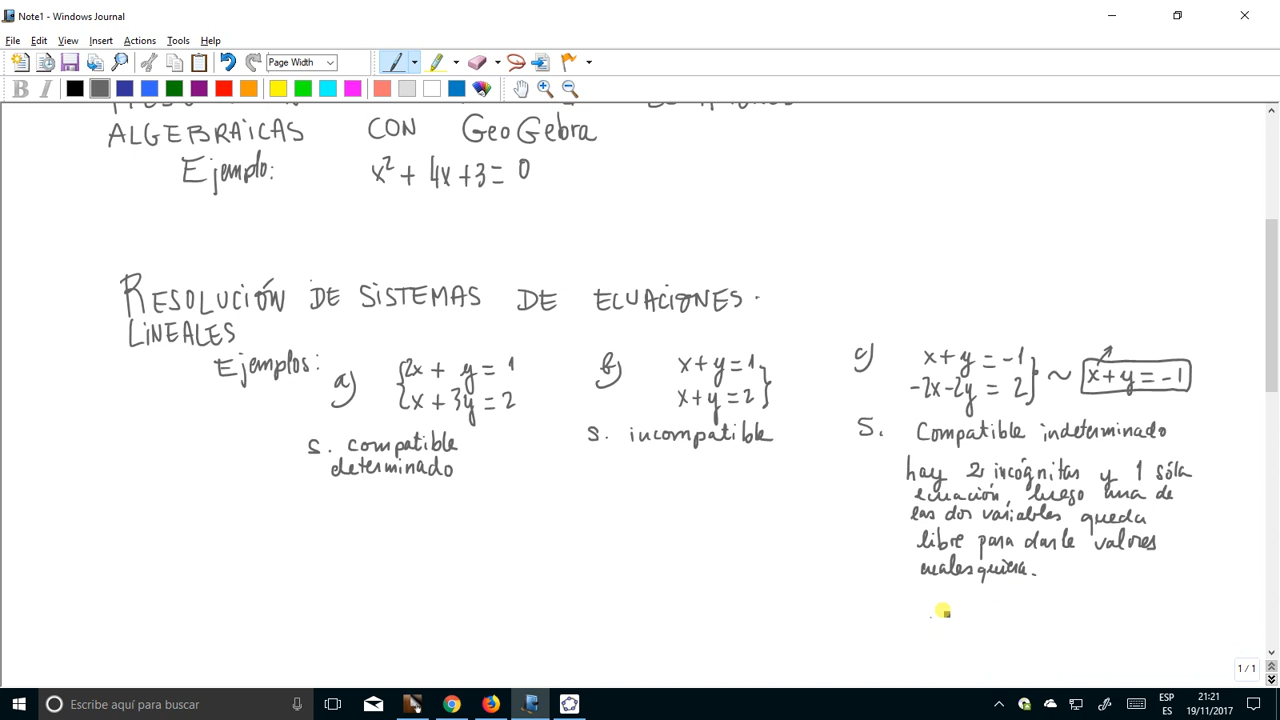 Note1 - Windows Journal
File Edit View Insert Actions Tools Help
Page Width
B I
ALGEBRAiCAS CON GeoGebra
Ejemplo: x² + 4x + 3 = 0
RESOLUCIÓN DE SISTEMAS DE ECUACIONES.
LINEALES
Ejemplos:
a) {2x + y = 1
{x + 3y = 2
S. compatible
determinado
b) x + y = 1
x + y = 2 }
S. incompatible
c) x + y = -1
-2x - 2y = 2 } ~ x + y = -1
S. Compatible indeterminado
hay 2 incógnitas y 1 sóla
ecuación, luego una de
las dos variables queda
libre para darle valores
cualesquiera.
1 / 1
Escribe aquí para buscar
ESP
ES
21:21
19/11/2017